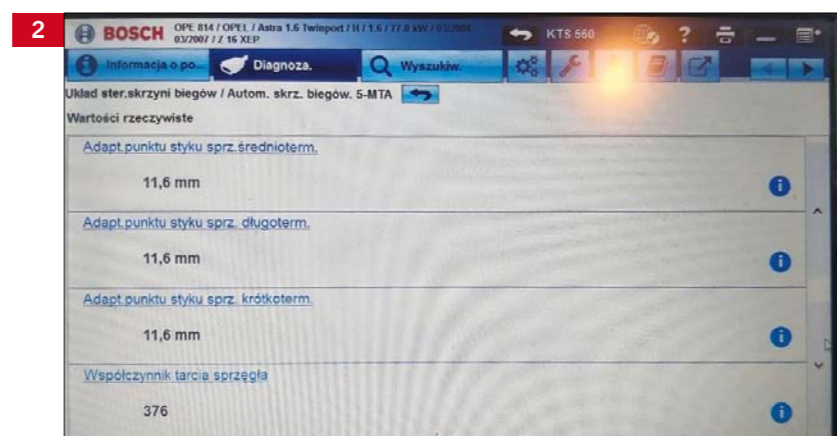 2
BOSCH
OPE 814 / OPEL / Astra 1.6 Twinport / H / 1.6 / 77.0 kW / 03/2004
03/2007 / Z 16 XEP
KTS 560
?
Informacja o po...
Diagnoza.
Wyszukiw.
Układ ster.skrzyni biegów / Autom. skrz. biegów. 5-MTA
Wartości rzeczywiste
Adapt.punktu styku sprz.średnioterm.
11,6 mm
Adapt.punktu styku sprz. długoterm.
11,6 mm
Adapt.punktu styku sprz. krótkoterm.
11,6 mm
Współczynnik tarcia sprzęgła
376